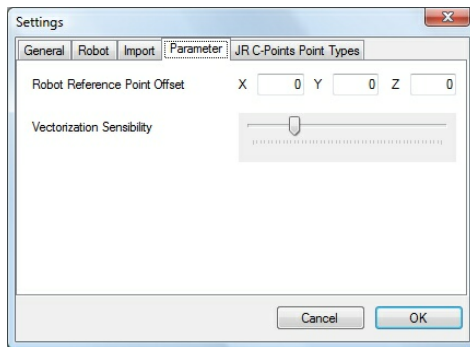 Settings
General Robot Import Parameter JR C-Points Point Types
Robot Reference Point Offset X 0 Y 0 Z 0
Vectorization Sensibility
Cancel OK